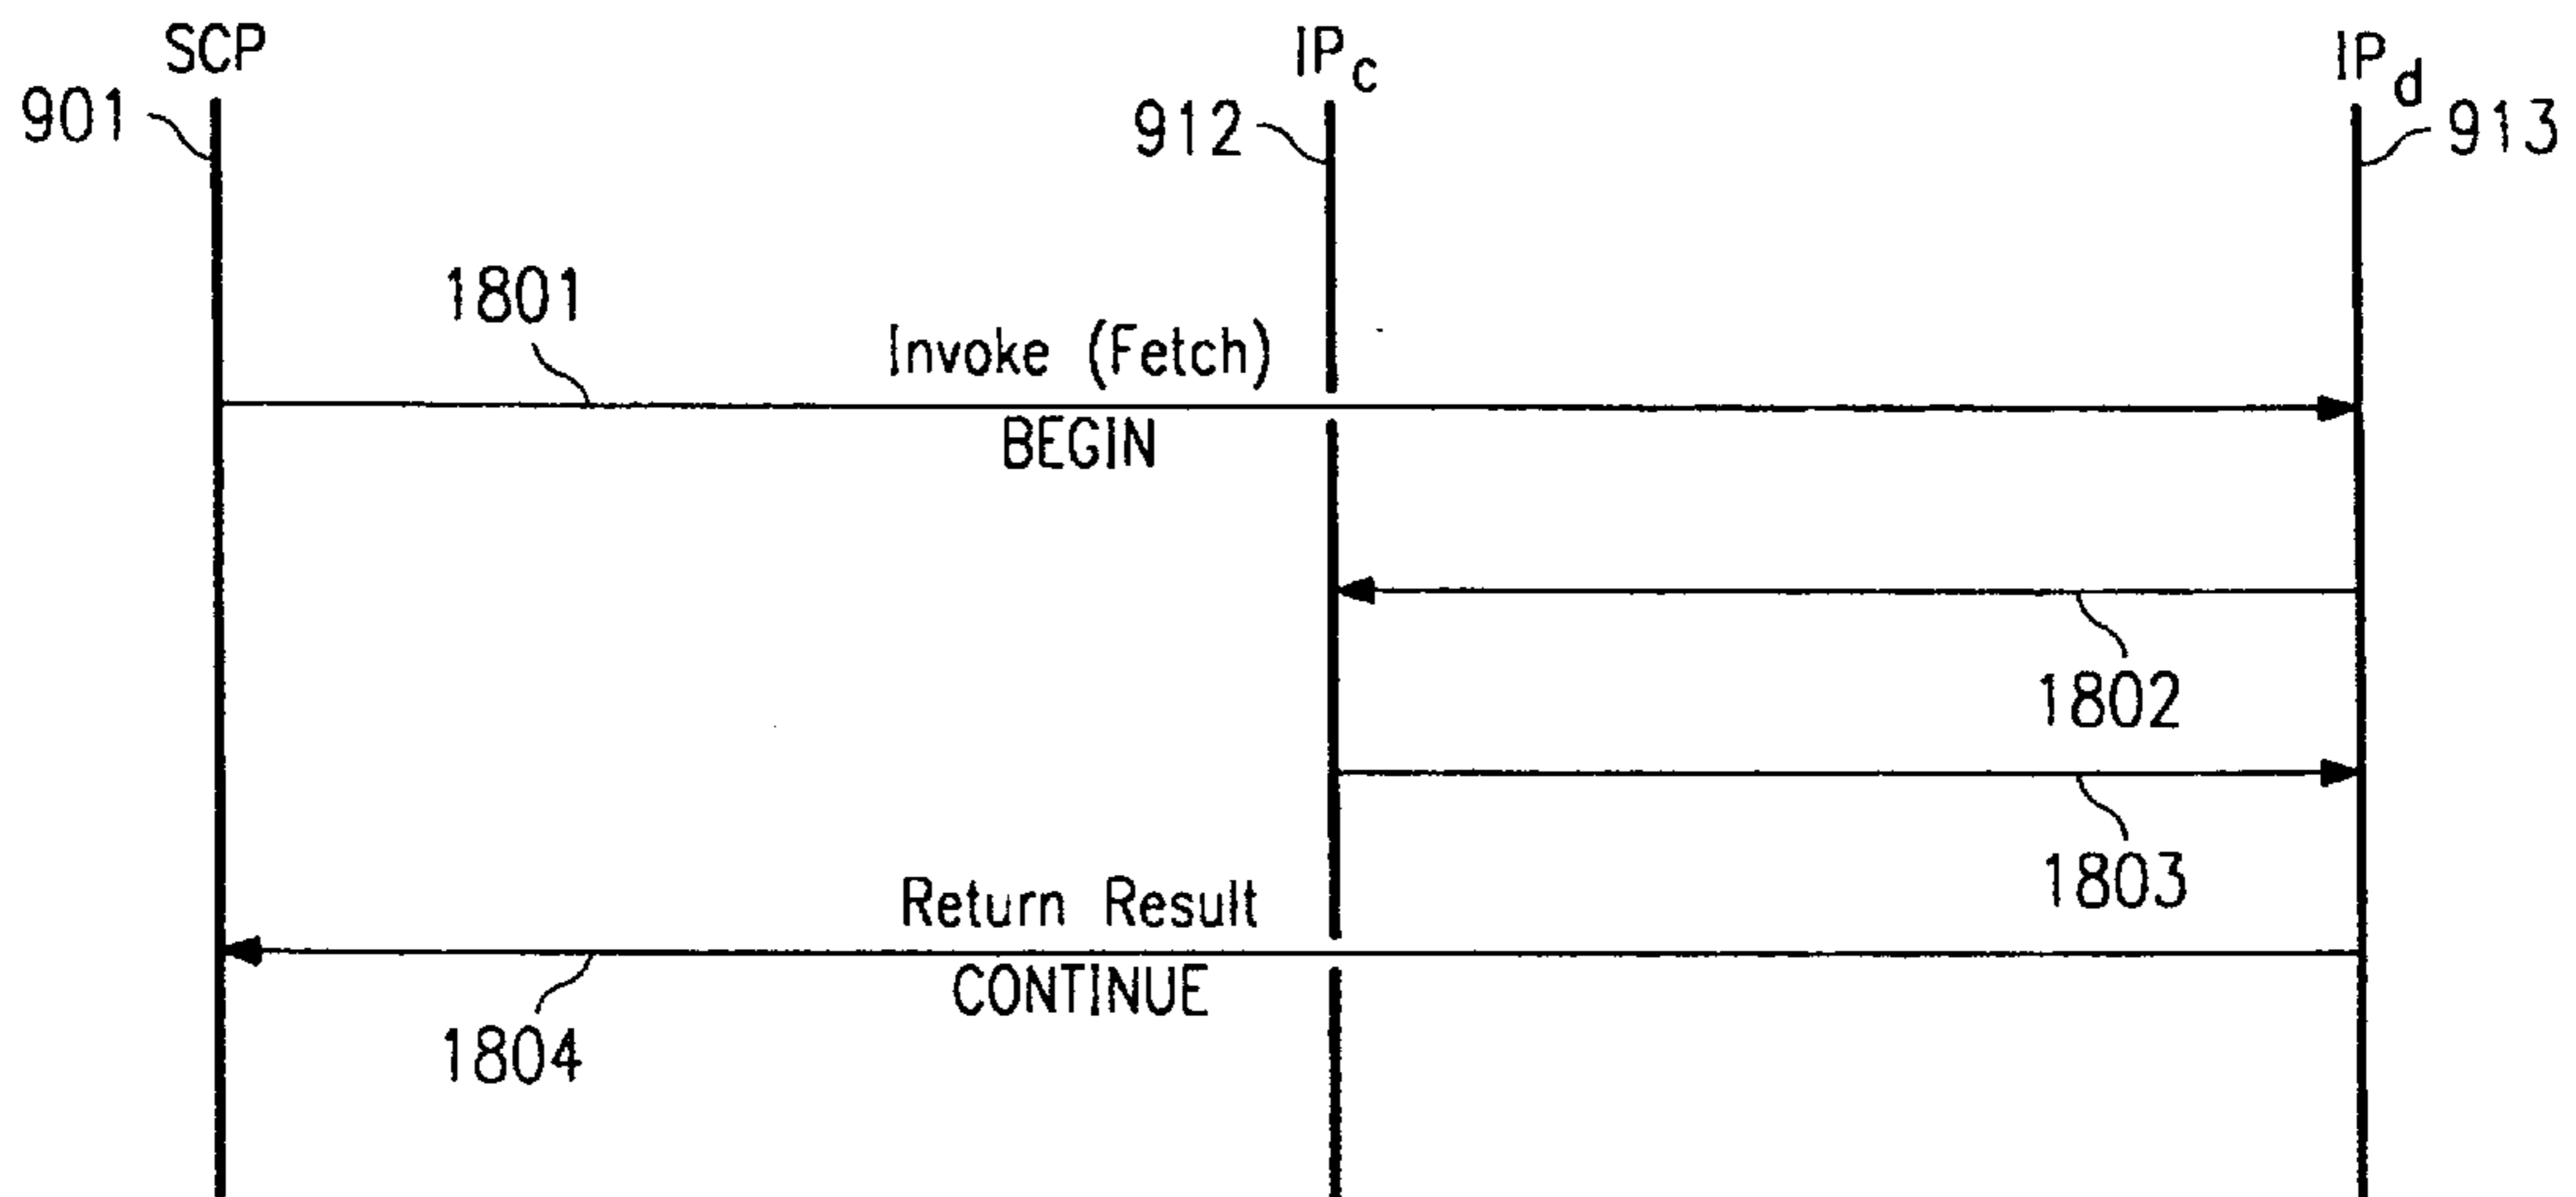 SCP
IPc
IPd
901
912
913
1801
Invoke (Fetch)
BEGIN
1802
1803
Return Result
CONTINUE
1804